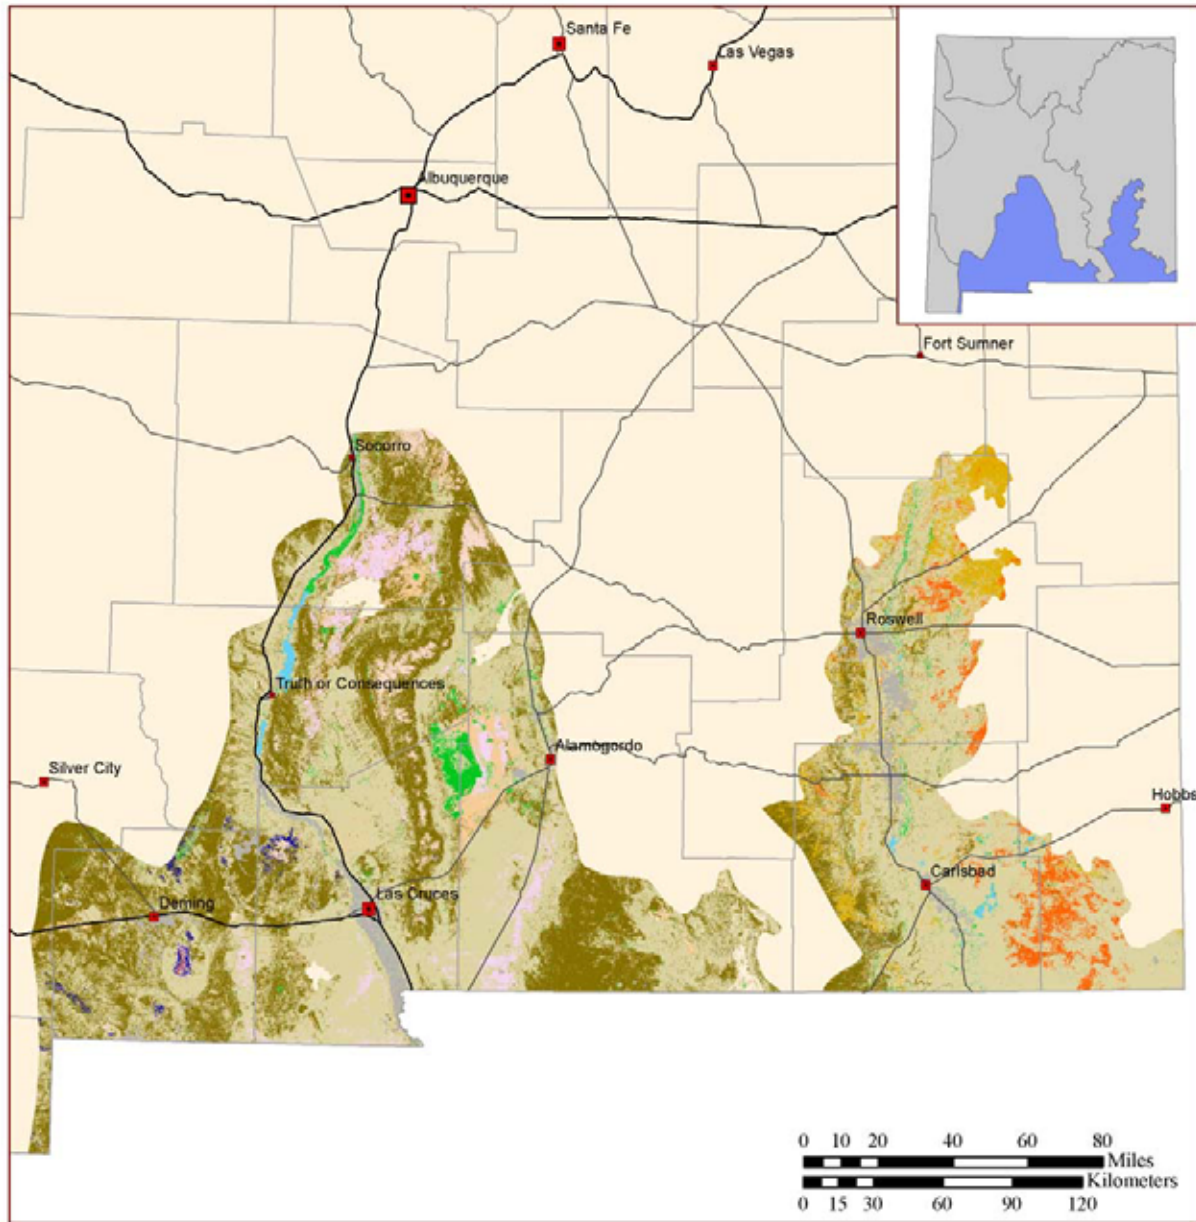 Santa Fe
Las Vegas
Albuquerque
Fort Sumner
Socorro
Roswell
Truth or Consequences
Alamogordo
Silver City
Hobbs
Carlsbad
Las Cruces
Deming
0 10 20 40 60 80
Miles
Kilometers
0 15 30 60 90 120